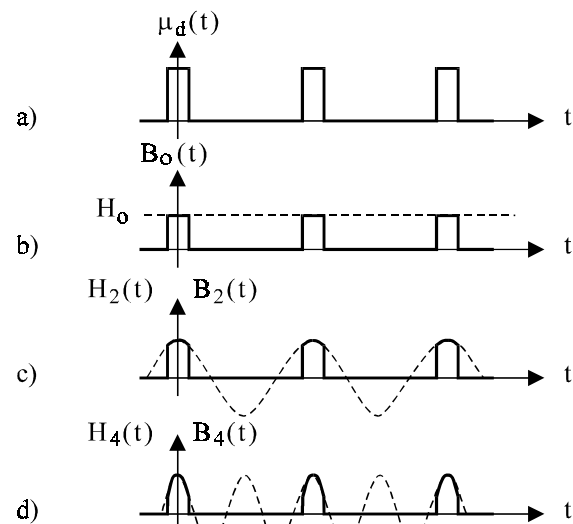 μd(t)
a) t
Bo(t)
Ho
b) t
H2(t) B2(t)
c) t
H4(t) B4(t)
d) t